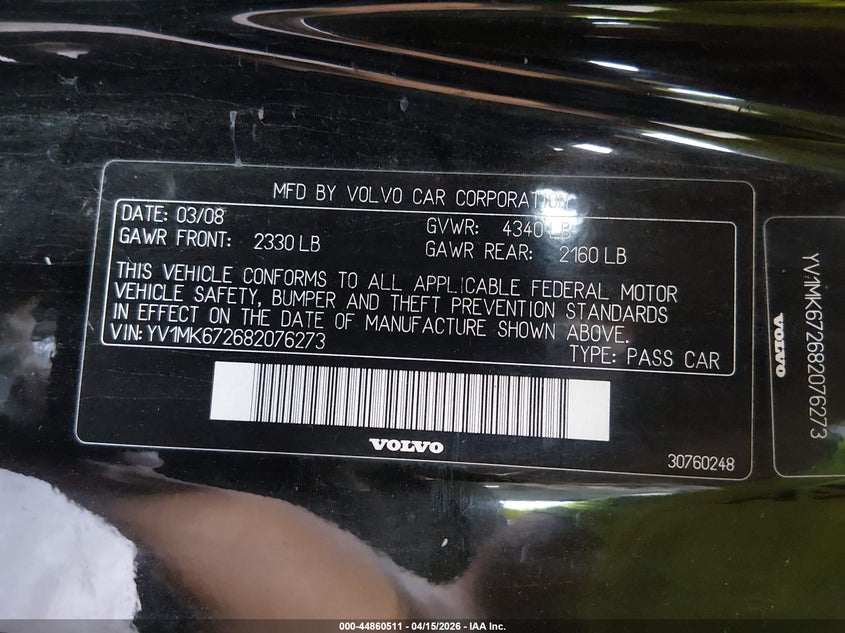 MFD BY VOLVO CAR CORPORATION
DATE: 03/08
GVWR: 4340 LB
GAWR FRONT: 2330 LB
GAWR REAR: 2160 LB
THIS VEHICLE CONFORMS TO ALL APPLICABLE FEDERAL MOTOR
VEHICLE SAFETY, BUMPER AND THEFT PREVENTION STANDARDS
IN EFFECT ON THE DATE OF MANUFACTURE SHOWN ABOVE.
VIN: YV1MK672682076273
TYPE: PASS CAR
VOLVO
30760248
YV1MK672682076273
VOLVO
000-44860511 - 04/15/2026 - IAA Inc.